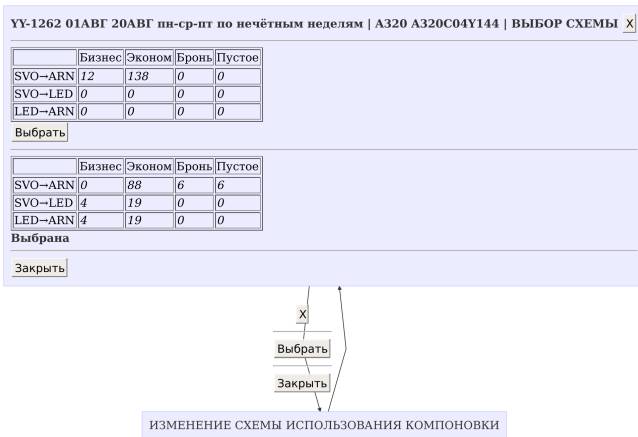 YY-1262 01АВГ 20АВГ пн-ср-пт по нечётным неделям | A320 A320C04Y144 | ВЫБОР СХЕМЫ X
Бизнес Эконом Бронь Пустое
SVO→ARN 12 138 0 0
SVO→LED 0 0 0 0
LED→ARN 0 0 0 0
Выбрать
Бизнес Эконом Бронь Пустое
SVO→ARN 0 88 6 6
SVO→LED 4 19 0 0
LED→ARN 4 19 0 0
Выбрана
Закрыть
X
Выбрать
Закрыть
ИЗМЕНЕНИЕ СХЕМЫ ИСПОЛЬЗОВАНИЯ КОМПОНОВКИ